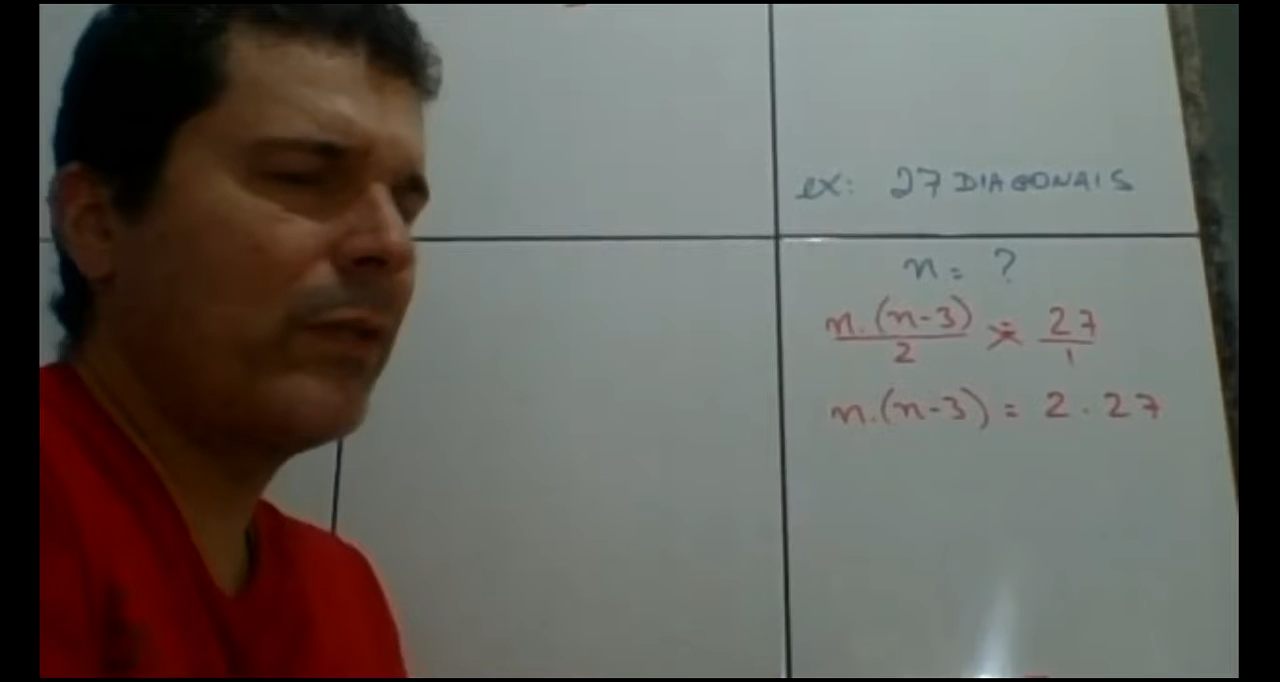 ex: 27 DIAGONAIS
n = ?
n.(n-3)/2 = 27/1
n.(n-3) = 2.27